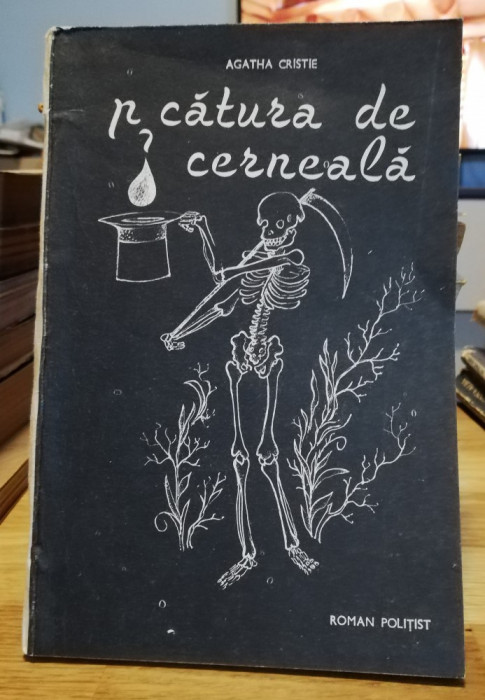 AGATHA CRISTIE
picătura de
cerneală
ROMAN POLIȚIST